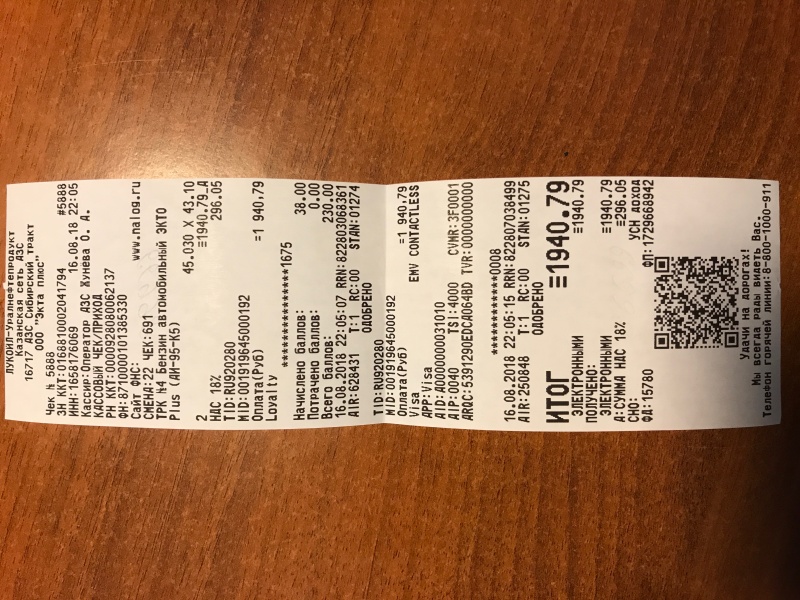 ЛУКОЙЛ-Уралнефтепродукт
Казанская сеть АЗС
16717 АЗС Сибирский тракт
ООО "Экта плюс"
Чек № 5888 #5888
ЗН ККТ:0168810002041794
ИНН:1658176069 16.08.18 22:05
Кассир:Оператор АЗС Жунева О. А.
КАССОВЫЙ ЧЕК/ПРИХОД
РН ККТ:0000928080062137
ФН:8710000101385330
Сайт ФНС: www.nalog.ru
СМЕНА:22 ЧЕК:691
ТРК №4 Бензин автомобильный ЭКТО
Plus (АИ-95-К5)
45.030 X 43.10
2 ≡1940.79_А
НДС 18% 296.05
TID:RU920280
MID:001919645000192
Оплата(Руб) =1 940,79
Loyalty
***************1675
Начислено баллов: 38.00
Потрачено баллов: 0.00
Всего баллов: 230.00
16.08.2018 22:05:07 RRN:822803068361
AIR:628431 T:1 RC:00 STAN:01274
ОДОБРЕНО
TID:RU920280
MID:001919645000192
Оплата(Руб) =1 940,79
Visa EMV CONTACTLESS
APP:Visa
AID:A0000000031010
AIP:0040 TSI:4000 CVMR:3F0001
ARQC:539129DEDCA064BD TVR:0000000000
************0008
16.08.2018 22:05:15 RRN:822807038499
AIR:250848 T:1 RC:00 STAN:01275
ОДОБРЕНО
ИТОГ ≡1940.79
ЭЛЕКТРОННЫМИ ≡1940.79
ПОЛУЧЕНО:
ЭЛЕКТРОННЫМИ ≡1940.79
А:СУММА НДС 18% ≡296.05
СНО: УСН ДОХОД
ФД:15780 ФП:1729668942
Удачи на дорогах!
Мы всегда рады видеть Вас.
Телефон горячей линии:8-800-1000-911